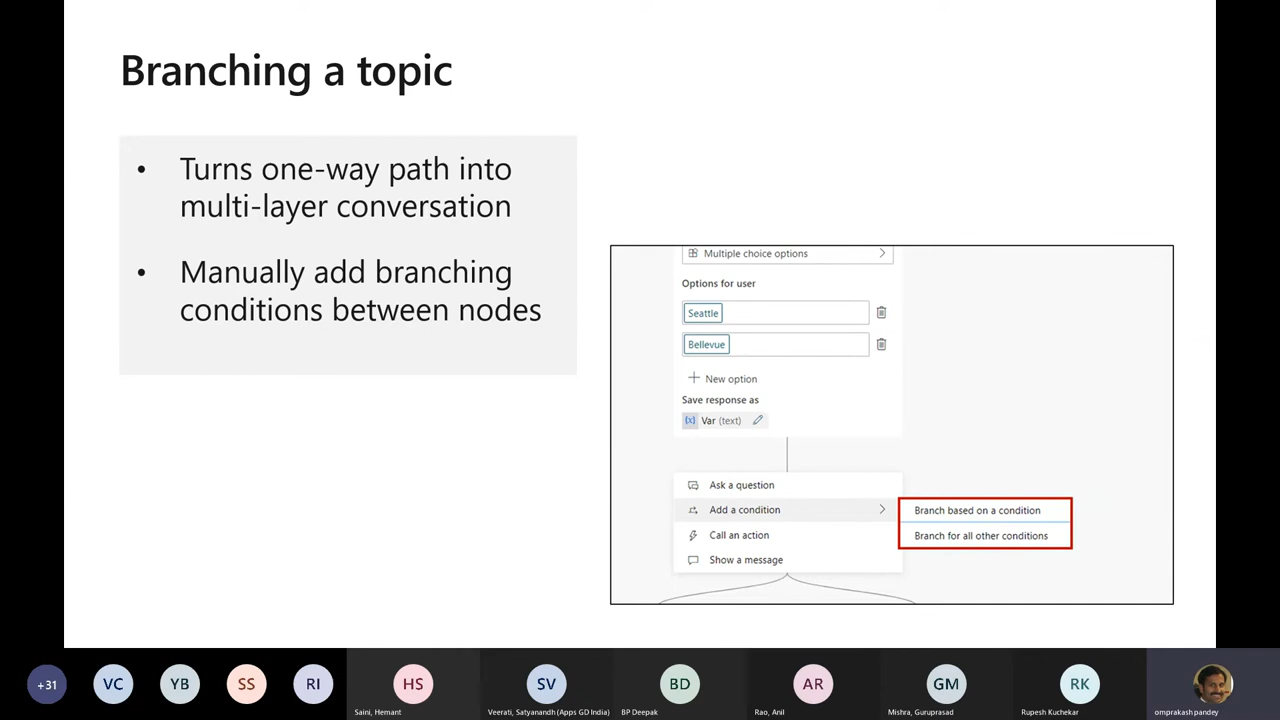 Branching a topic
• Turns one-way path into
multi-layer conversation
• Manually add branching
conditions between nodes
Multiple choice options
Options for user
Seattle
Bellevue
New option
Save response as
{x} Var (text)
Ask a question
Add a condition
Call an action
Show a message
Branch based on a condition
Branch for all other conditions
+31
VC
YB
SS
RI
HS
Saini, Hemant
SV
Veerati, Satyanandh (Apps GD India)
BD
BP Deepak
AR
Rao, Anil
GM
Mishra, Guruprasad
RK
Rupesh Kuchekar
omprakash pandey